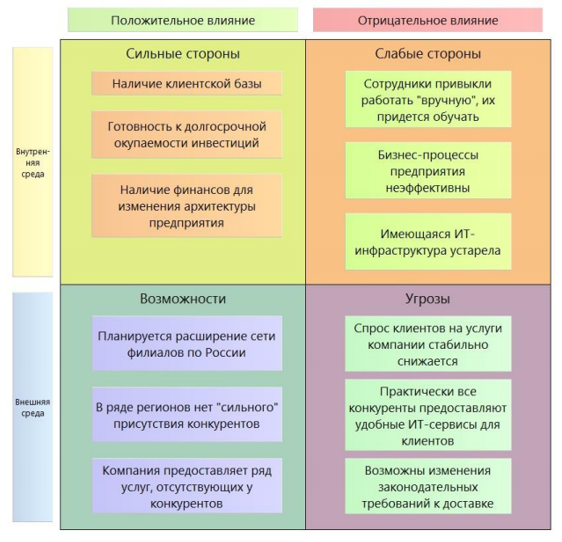 Положительное влияние
Отрицательное влияние
Внутрен-
няя
среда
Сильные стороны
Наличие клиентской базы
Готовность к долгосрочной
окупаемости инвестиций
Наличие финансов для
изменения архитектуры
предприятия
Слабые стороны
Сотрудники привыкли
работать "вручную", их
придется обучать
Бизнес-процессы
предприятия
неэффективны
Имеющаяся ИТ-
инфраструктура устарела
Внешняя
среда
Возможности
Планируется расширение сети
филиалов по России
В ряде регионов нет "сильного"
присутствия конкурентов
Компания предоставляет ряд
услуг, отсутствующих у
конкурентов
Угрозы
Спрос клиентов на услуги
компании стабильно
снижается
Практически все
конкуренты предоставляют
удобные ИТ-сервисы для
клиентов
Возможны изменения
законодательных
требований к доставке